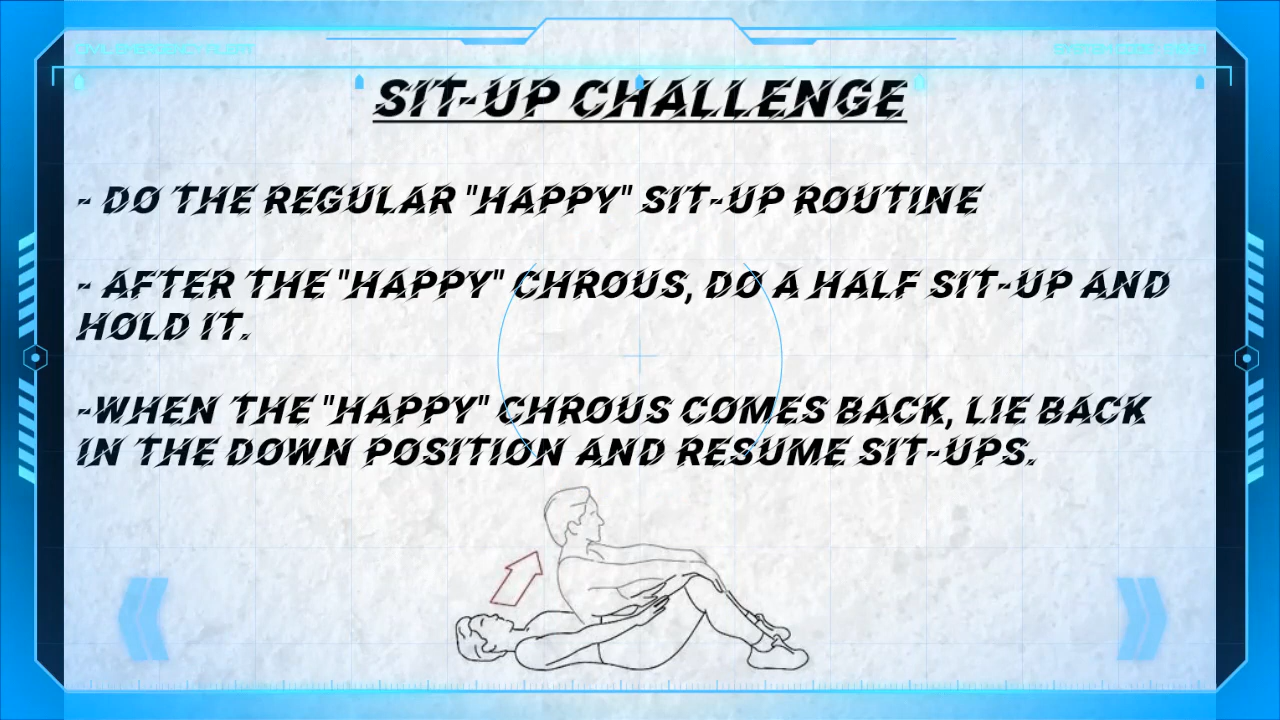 SIT-UP CHALLENGE
- DO THE REGULAR "HAPPY" SIT-UP ROUTINE
- AFTER THE "HAPPY" CHROUS, DO A HALF SIT-UP AND
HOLD IT.
-WHEN THE "HAPPY" CHROUS COMES BACK, LIE BACK
IN THE DOWN POSITION AND RESUME SIT-UPS.